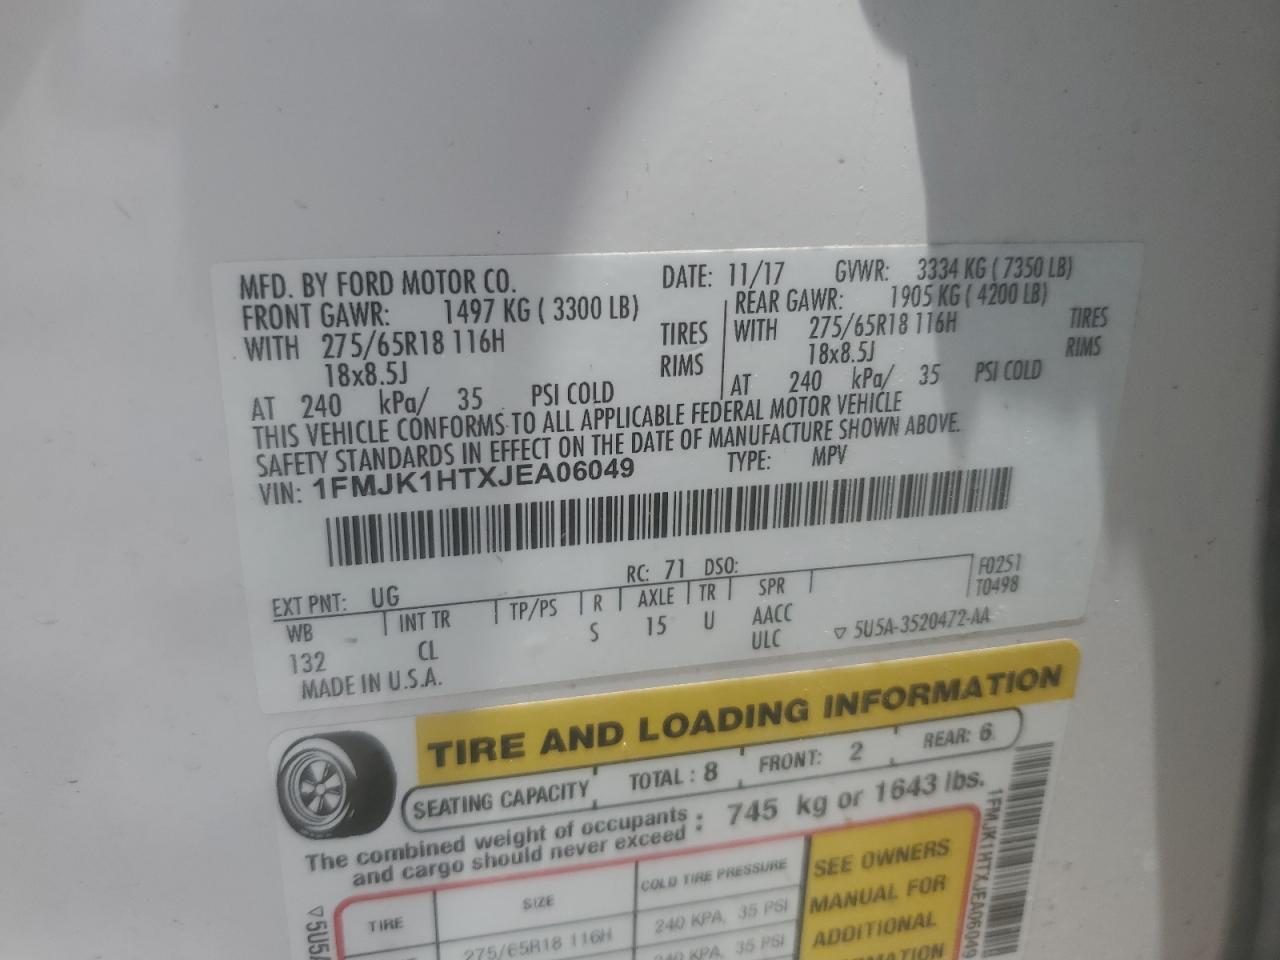 MFD. BY FORD MOTOR CO. DATE: 11/17 GVWR: 3334 KG ( 7350 LB)
FRONT GAWR: 1497 KG ( 3300 LB) REAR GAWR: 1905 KG ( 4200 LB)
WITH 275/65R18 116H TIRES WITH 275/65R18 116H TIRES
18x8.5J RIMS 18x8.5J RIMS
AT 240 kPa/ 35 PSI COLD AT 240 kPa/ 35 PSI COLD
THIS VEHICLE CONFORMS TO ALL APPLICABLE FEDERAL MOTOR VEHICLE
SAFETY STANDARDS IN EFFECT ON THE DATE OF MANUFACTURE SHOWN ABOVE.
VIN: 1FMJK1HTXJEA06049 TYPE: MPV
EXT PNT: UG RC: 71 DSO: F0251
WB INT TR TP/PS R AXLE TR SPR T0498
132 CL S 15 U AACC
ULC ▽ 5U5A-3520472-AA
MADE IN U.S.A.
TIRE AND LOADING INFORMATION
SEATING CAPACITY TOTAL : 8 FRONT: 2 REAR: 6
The combined weight of occupants
and cargo should never exceed : 745 kg or 1643 lbs.
TIRE SIZE COLD TIRE PRESSURE
275/65R18 116H 240 KPA, 35 PSI
240 KPA, 35 PSI
SEE OWNERS
MANUAL FOR
ADDITIONAL
1FMJK1HTXJEA06049
▽5U5A